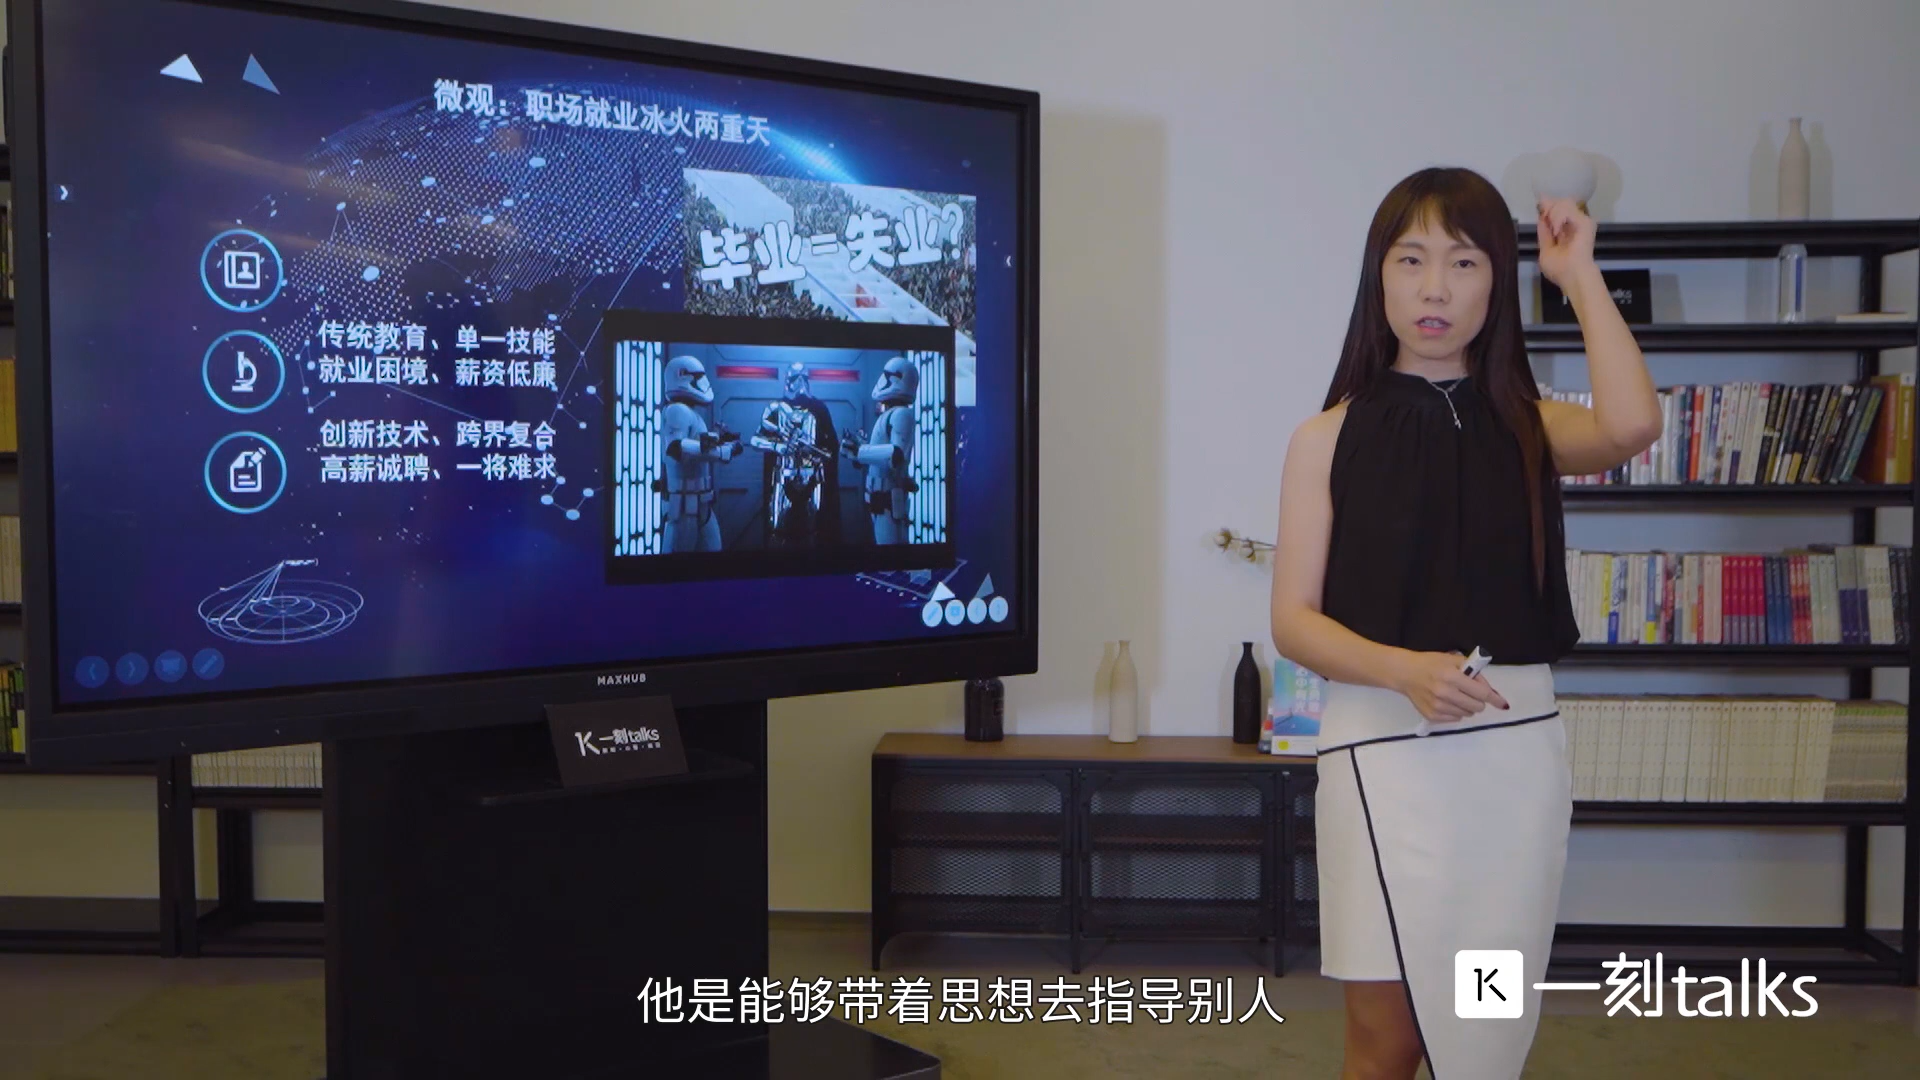 微观：职场就业冰火两重天
毕业=失业?
传统教育、单一技能
就业困境、薪资低廉
创新技术、跨界复合
高薪诚聘、一将难求
MAXHUB
一刻talks
他是能够带着思想去指导别人
一刻talks